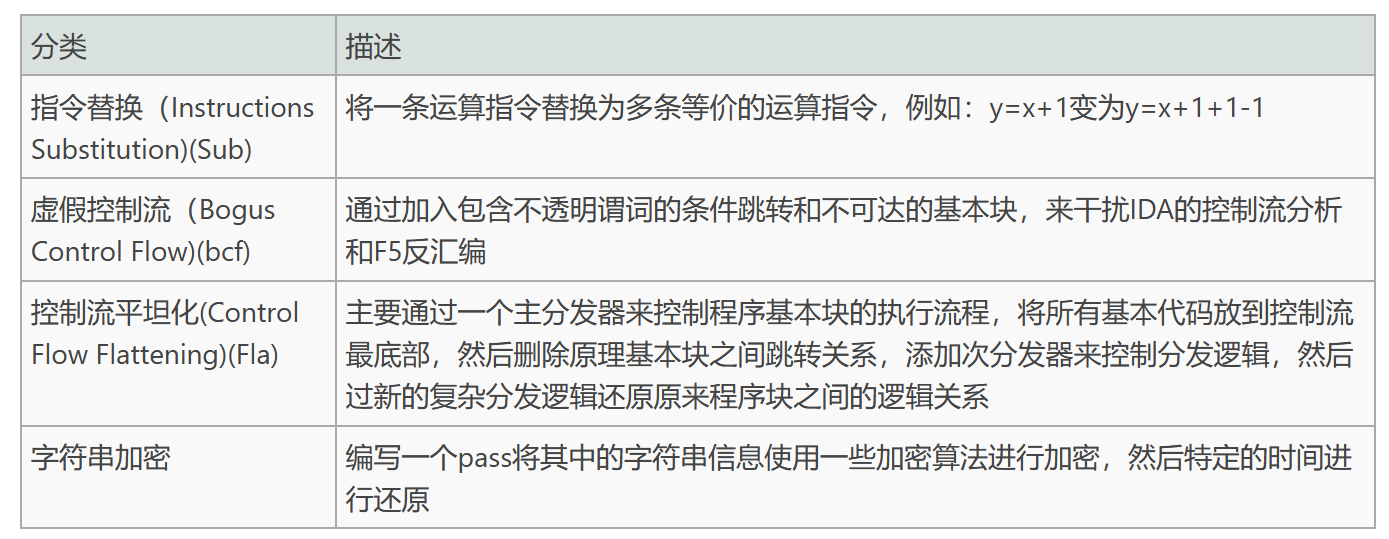 分类
描述
指令替换（Instructions
Substitution)(Sub)
将一条运算指令替换为多条等价的运算指令，例如：y=x+1变为y=x+1+1-1
虚假控制流（Bogus
Control Flow)(bcf)
通过加入包含不透明谓词的条件跳转和不可达的基本块，来干扰IDA的控制流分析
和F5反汇编
控制流平坦化(Control
Flow Flattening)(Fla)
主要通过一个主分发器来控制程序基本块的执行流程，将所有基本代码放到控制流
最底部，然后删除原理基本块之间跳转关系，添加次分发器来控制分发逻辑，然后
过新的复杂分发逻辑还原原来程序块之间的逻辑关系
字符串加密
编写一个pass将其中的字符串信息使用一些加密算法进行加密，然后特定的时间进
行还原